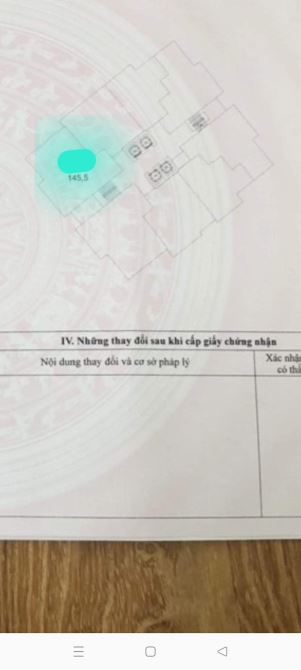 145,5
IV. Những thay đổi sau khi cấp giấy chứng nhận
Nội dung thay đổi và cơ sở pháp lý
Xác nhận
có thẩ